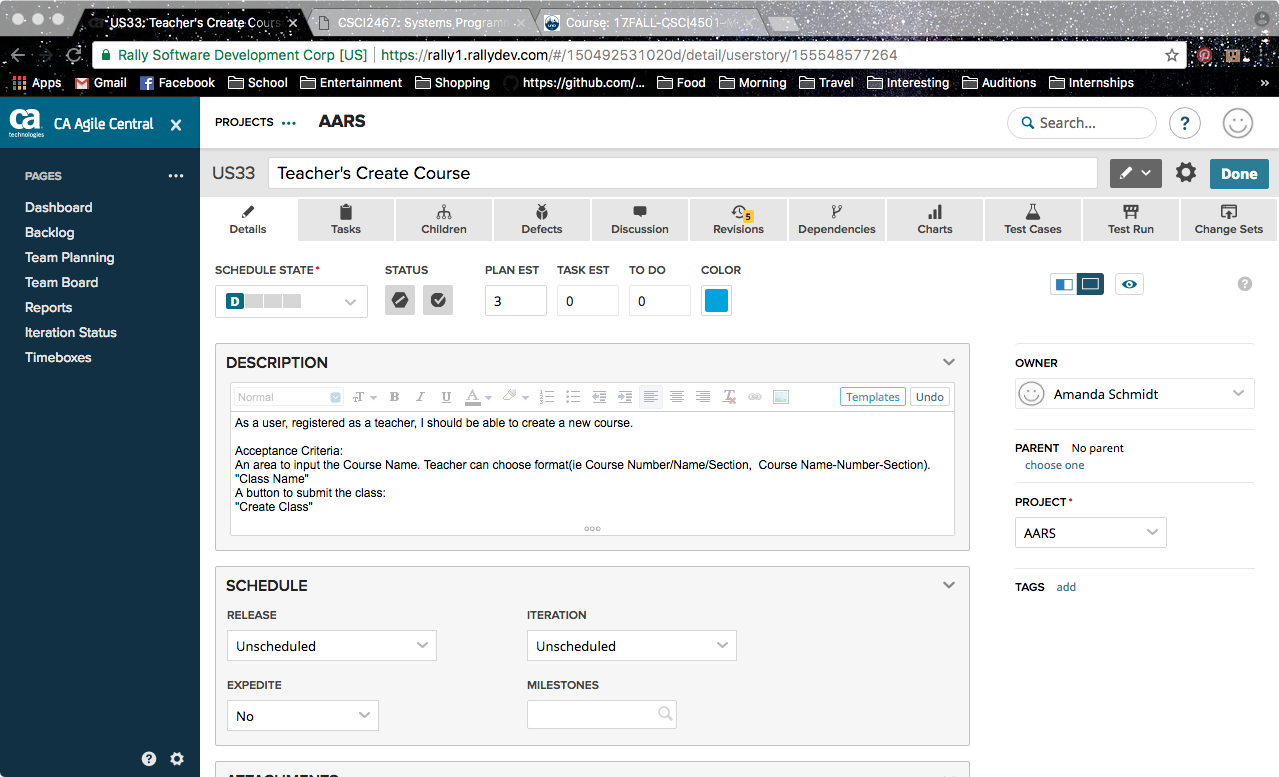 US33: Teacher's Create Cours
CSCI2467: Systems Programm
Course: 17FALL-CSCI4501-
Rally Software Development Corp [US]
https://rally1.rallydev.com/#/150492531020d/detail/userstory/155548577264
Apps Gmail Facebook School Entertainment Shopping https://github.com/... Food Morning Travel Interesting Auditions Internships »
ca technologies
CA Agile Central
PROJECTS ••• AARS
Search...
?
PAGES •••
Dashboard
Backlog
Team Planning
Team Board
Reports
Iteration Status
Timeboxes
?
US33 Teacher's Create Course
Done
Details Tasks Children Defects Discussion 5 Revisions Dependencies Charts Test Cases Test Run Change Sets
SCHEDULE STATE* STATUS PLAN EST TASK EST TO DO COLOR
D 3 0 0
?
DESCRIPTION
Normal T B I U A Templates Undo
As a user, registered as a teacher, I should be able to create a new course.
Acceptance Criteria:
An area to input the Course Name. Teacher can choose format(ie Course Number/Name/Section,  Course Name-Number-Section).
"Class Name"
A button to submit the class:
"Create Class"
SCHEDULE
RELEASE ITERATION
Unscheduled Unscheduled
EXPEDITE MILESTONES
No
ATTACHMENTS
OWNER
Amanda Schmidt
PARENT No parent
choose one
PROJECT*
AARS
TAGS add